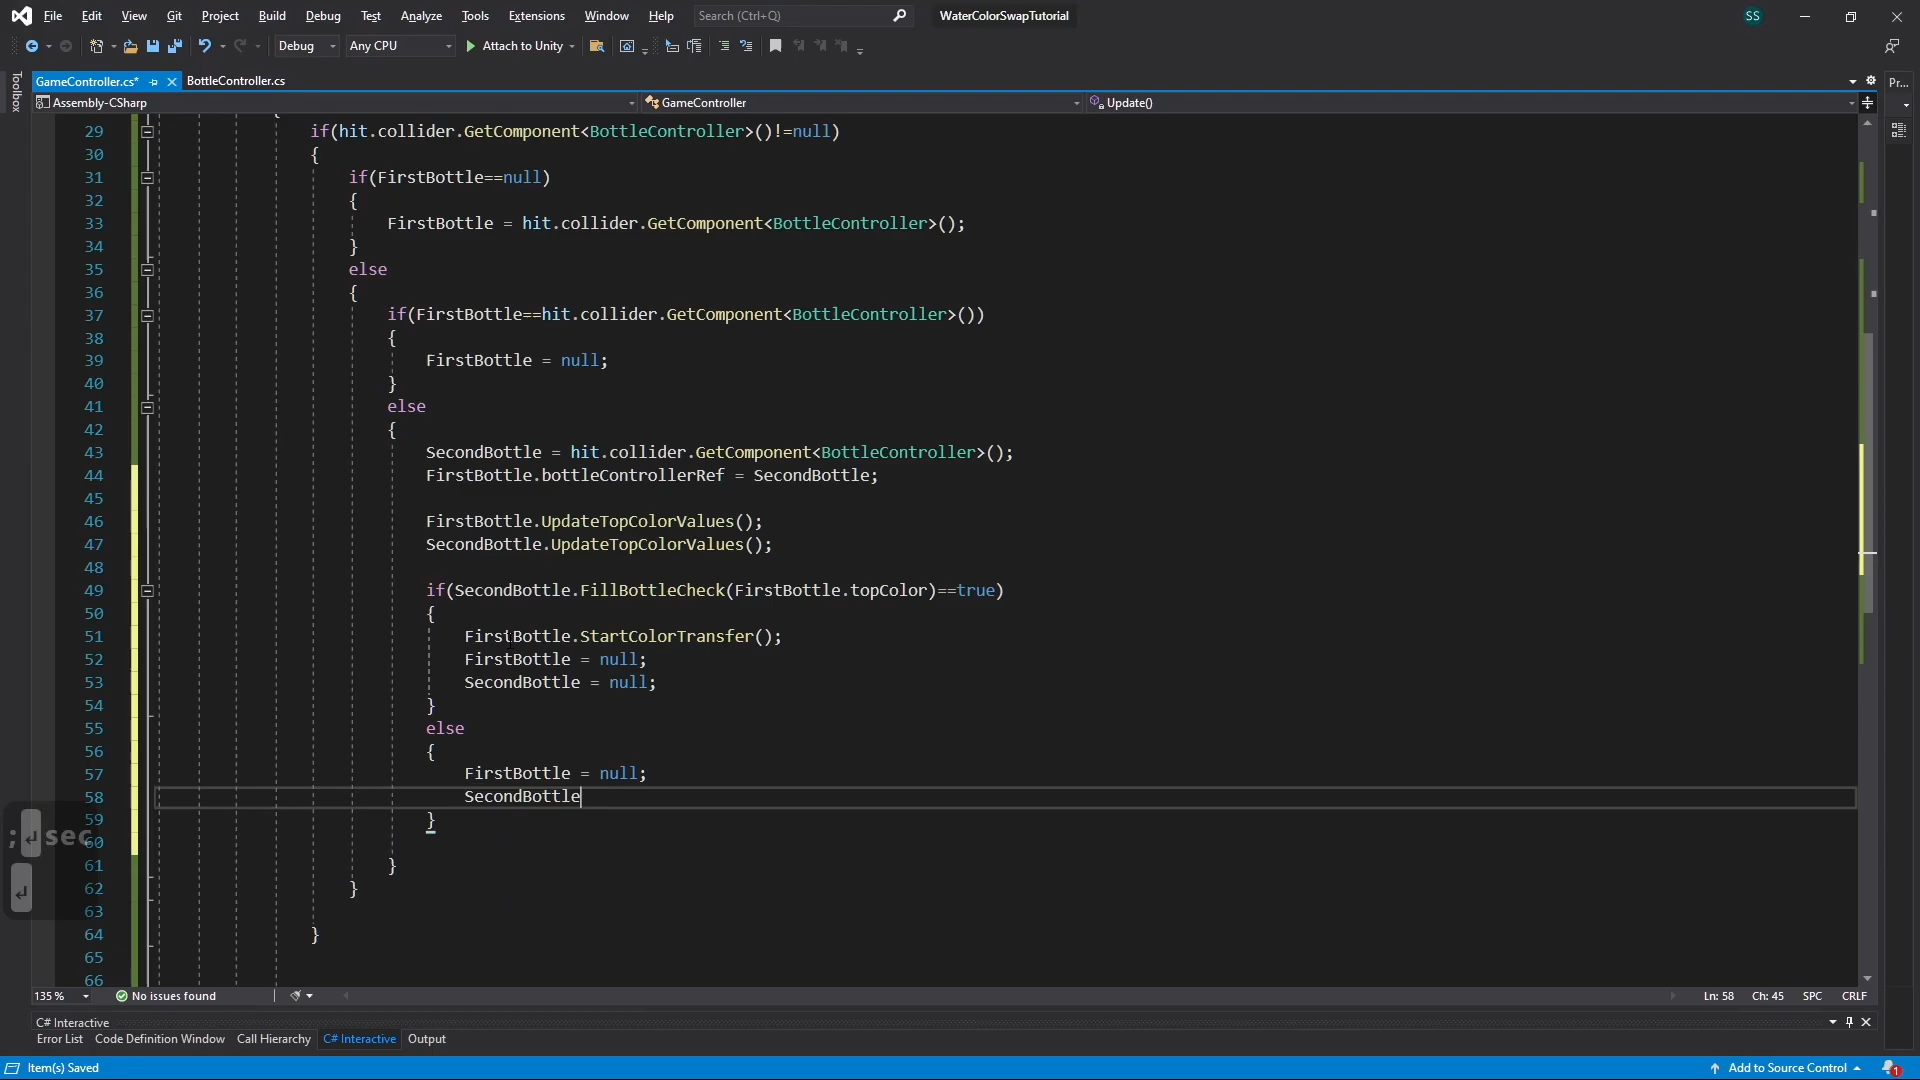 File Edit View Git Project Build Debug Test Analyze Tools Extensions Window Help Search (Ctrl+Q) WaterColorSwapTutorial SS
Debug Any CPU Attach to Unity
Toolbox
GameController.cs* BottleController.cs Pr...
Assembly-CSharp GameController Update()
29 if(hit.collider.GetComponent<BottleController>()!=null)
30 {
31 if(FirstBottle==null)
32 {
33 FirstBottle = hit.collider.GetComponent<BottleController>();
34 }
35 else
36 {
37 if(FirstBottle==hit.collider.GetComponent<BottleController>())
38 {
39 FirstBottle = null;
40 }
41 else
42 {
43 SecondBottle = hit.collider.GetComponent<BottleController>();
44 FirstBottle.bottleControllerRef = SecondBottle;
45
46 FirstBottle.UpdateTopColorValues();
47 SecondBottle.UpdateTopColorValues();
48
49 if(SecondBottle.FillBottleCheck(FirstBottle.topColor)==true)
50 {
51 FirstBottle.StartColorTransfer();
52 FirstBottle = null;
53 SecondBottle = null;
54 }
55 else
56 {
57 FirstBottle = null;
58 SecondBottle
59 }
60
61 }
62 }
63
64 }
65
66
;↵sec
↵
135 % No issues found Ln: 58 Ch: 45 SPC CRLF
C# Interactive
Error List Code Definition Window Call Hierarchy C# Interactive Output
Item(s) Saved Add to Source Control 1